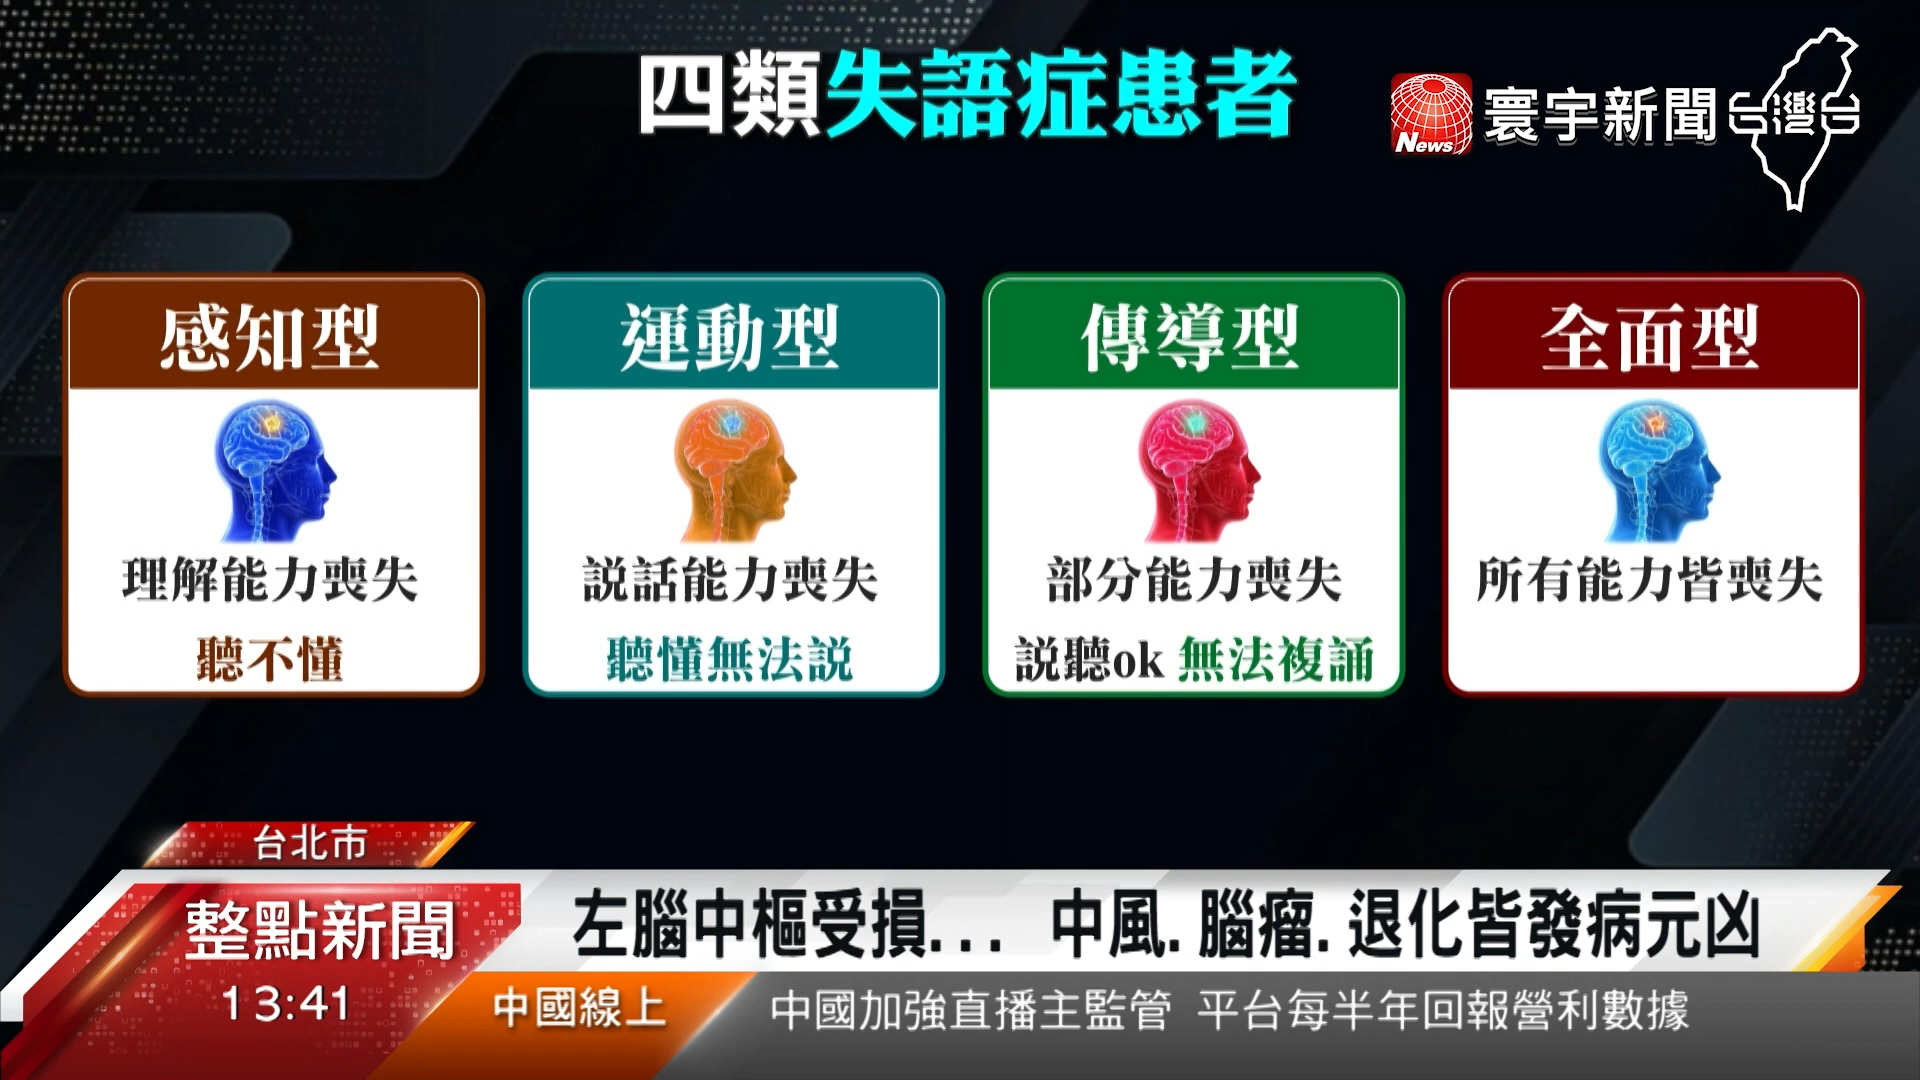 四類失語症患者
News 寰宇新聞 台灣台
感知型
理解能力喪失
聽不懂
運動型
說話能力喪失
聽懂無法說
傳導型
部分能力喪失
說聽ok 無法複誦
全面型
所有能力皆喪失
台北市
整點新聞
左腦中樞受損... 中風.腦瘤.退化皆發病元凶
13:41
中國線上
中國加強直播主監管 平台每半年回報營利數據